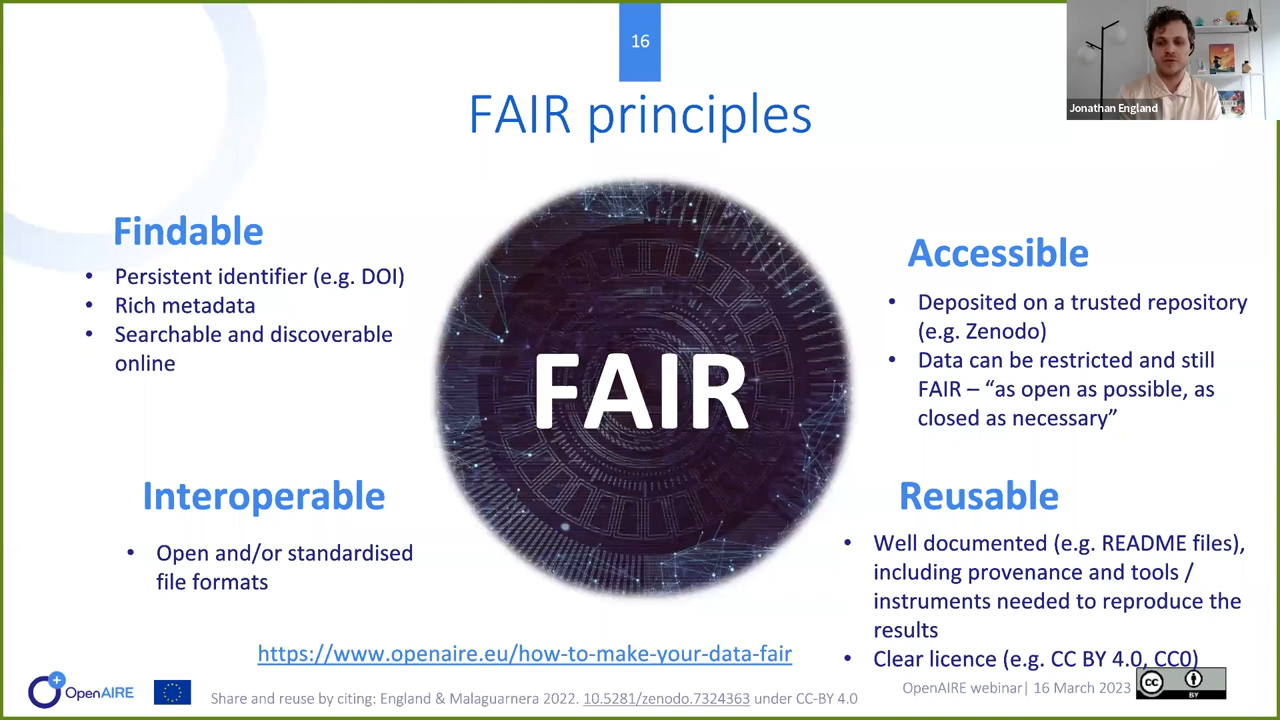 16
Jonathan England
FAIR principles
Findable
• Persistent identifier (e.g. DOI)
• Rich metadata
• Searchable and discoverable
online
Accessible
• Deposited on a trusted repository
(e.g. Zenodo)
• Data can be restricted and still
FAIR – “as open as possible, as
closed as necessary”
FAIR
Interoperable
• Open and/or standardised
file formats
Reusable
• Well documented (e.g. README files),
including provenance and tools /
instruments needed to reproduce the
results
• Clear licence (e.g. CC BY 4.0, CC0)
https://www.openaire.eu/how-to-make-your-data-fair
OpenAIRE
Share and reuse by citing: England & Malaguarnera 2022. 10.5281/zenodo.7324363 under CC-BY 4.0
OpenAIRE webinar| 16 March 2023
cc
BY